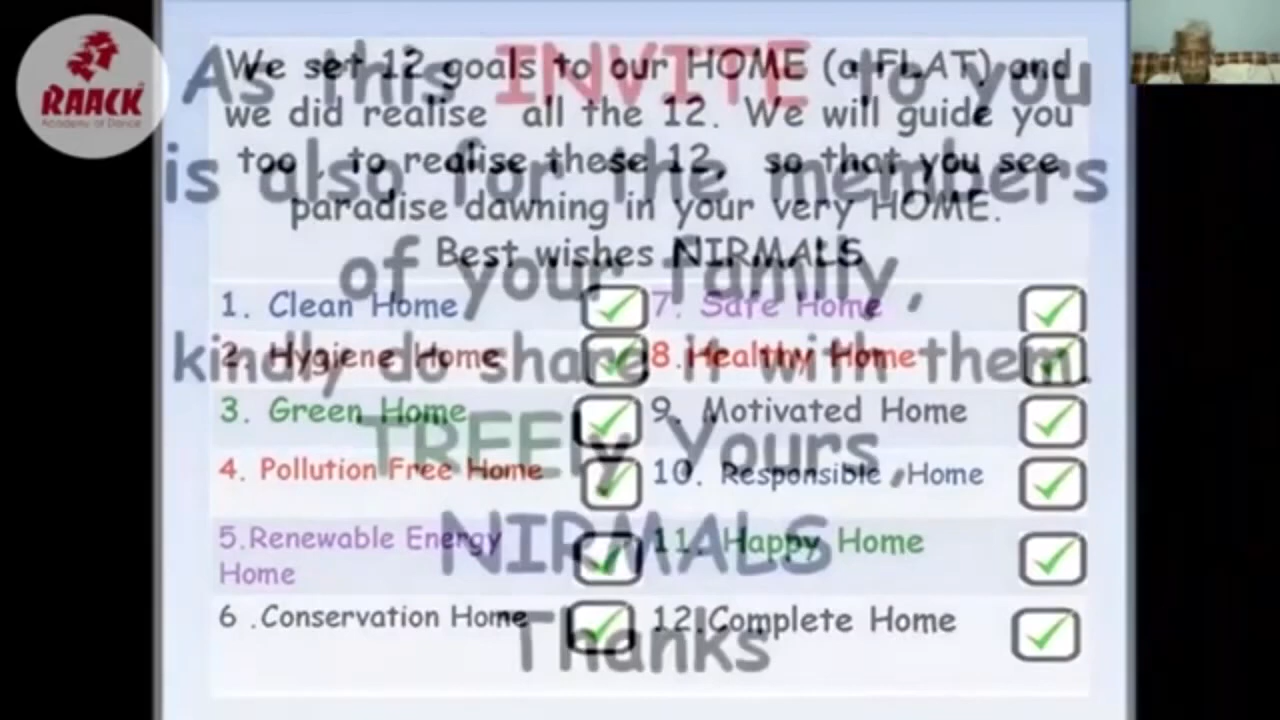 RAACK
Academy of Dance
We set 12 goals to our HOME (a FLAT) and
we did realise all the 12. We will guide you
too , to realise these 12, so that you see
paradise dawning in your very HOME.
Best wishes NIRMALS
1. Clean Home
2. Hygiene Home
3. Green Home
4. Pollution Free Home
5.Renewable Energy
Home
6 .Conservation Home
7. Safe Home
8.Healthy Home
9. Motivated Home
10. Responsible Home
11. Happy Home
12.Complete Home
As this INVITE to you
is also for the members
of your family,
kindly do share it with them.
TREEly Yours,
NIRMALS
Thanks